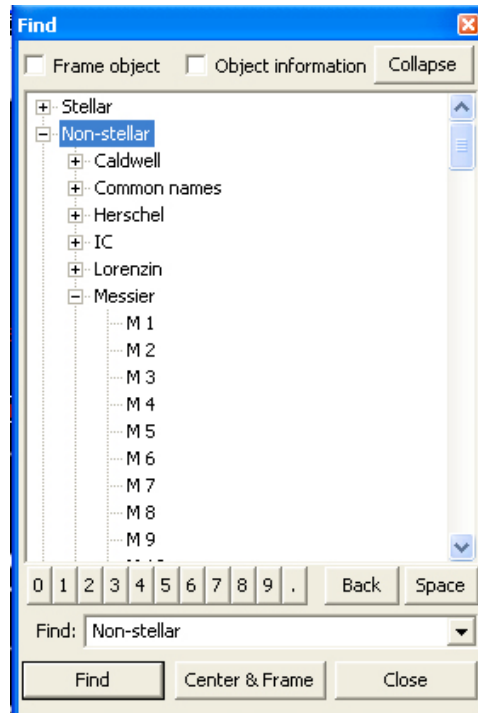 Find
Frame object Object information Collapse
Stellar
Non-stellar
Caldwell
Common names
Herschel
IC
Lorenzin
Messier
M 1
M 2
M 3
M 4
M 5
M 6
M 7
M 8
M 9
0 1 2 3 4 5 6 7 8 9 . Back Space
Find: Non-stellar
Find Center & Frame Close